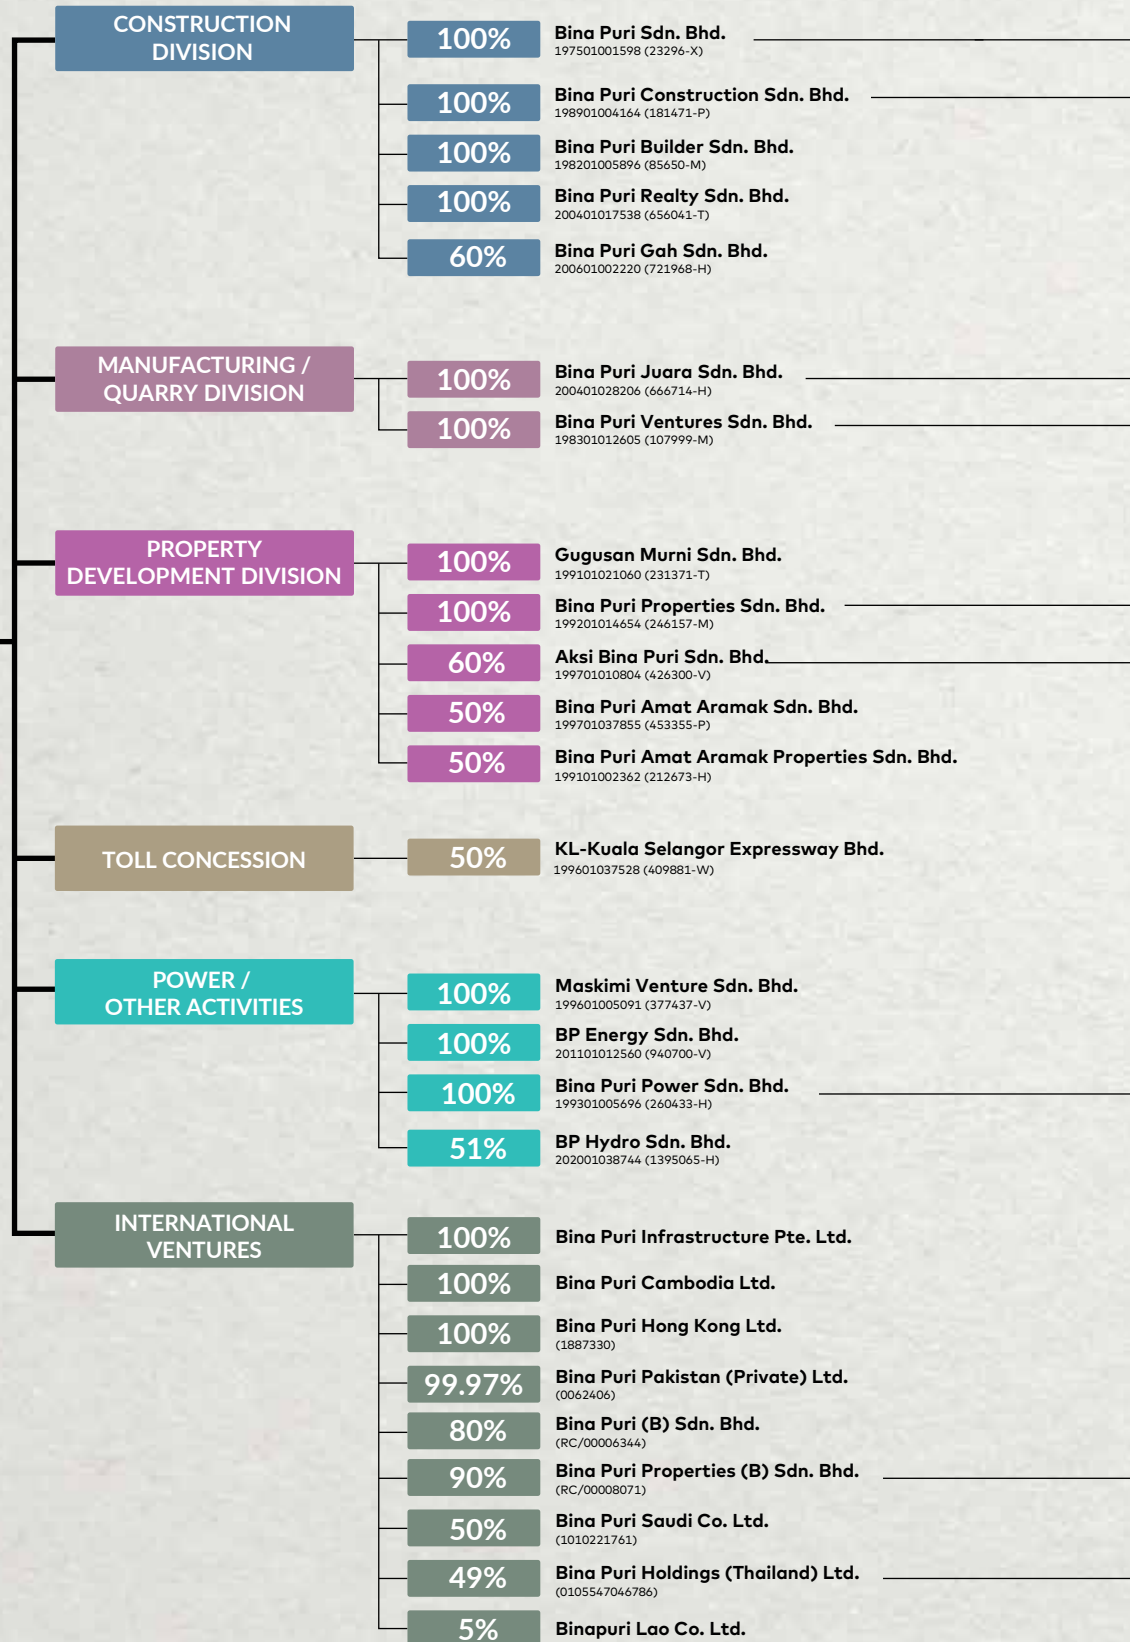 CONSTRUCTION
DIVISION
100%
Bina Puri Sdn. Bhd.
197501001598 (23296-X)
100%
Bina Puri Construction Sdn. Bhd.
198901004164 (181471-P)
100%
Bina Puri Builder Sdn. Bhd.
198201005896 (85650-M)
100%
Bina Puri Realty Sdn. Bhd.
200401017538 (656041-T)
60%
Bina Puri Gah Sdn. Bhd.
200601002220 (721968-H)
MANUFACTURING /
QUARRY DIVISION
100%
Bina Puri Juara Sdn. Bhd.
200401028206 (666714-H)
100%
Bina Puri Ventures Sdn. Bhd.
198301012605 (107999-M)
PROPERTY
DEVELOPMENT DIVISION
100%
Gugusan Murni Sdn. Bhd.
199101021060 (231371-T)
100%
Bina Puri Properties Sdn. Bhd.
199201014654 (246157-M)
60%
Aksi Bina Puri Sdn. Bhd.
199701010804 (426300-V)
50%
Bina Puri Amat Aramak Sdn. Bhd.
199701037855 (453355-P)
50%
Bina Puri Amat Aramak Properties Sdn. Bhd.
199101002362 (212673-H)
TOLL CONCESSION
50%
KL-Kuala Selangor Expressway Bhd.
199601037528 (409881-W)
POWER /
OTHER ACTIVITIES
100%
Maskimi Venture Sdn. Bhd.
199601005091 (377437-V)
100%
BP Energy Sdn. Bhd.
201101012560 (940700-V)
100%
Bina Puri Power Sdn. Bhd.
199301005696 (260433-H)
51%
BP Hydro Sdn. Bhd.
202001038744 (1395065-H)
INTERNATIONAL
VENTURES
100%
Bina Puri Infrastructure Pte. Ltd.
100%
Bina Puri Cambodia Ltd.
100%
Bina Puri Hong Kong Ltd.
(1887330)
99.97%
Bina Puri Pakistan (Private) Ltd.
(0062406)
80%
Bina Puri (B) Sdn. Bhd.
(RC/00006344)
90%
Bina Puri Properties (B) Sdn. Bhd.
(RC/00008071)
50%
Bina Puri Saudi Co. Ltd.
(1010221761)
49%
Bina Puri Holdings (Thailand) Ltd.
(0105547046786)
5%
Binapuri Lao Co. Ltd.